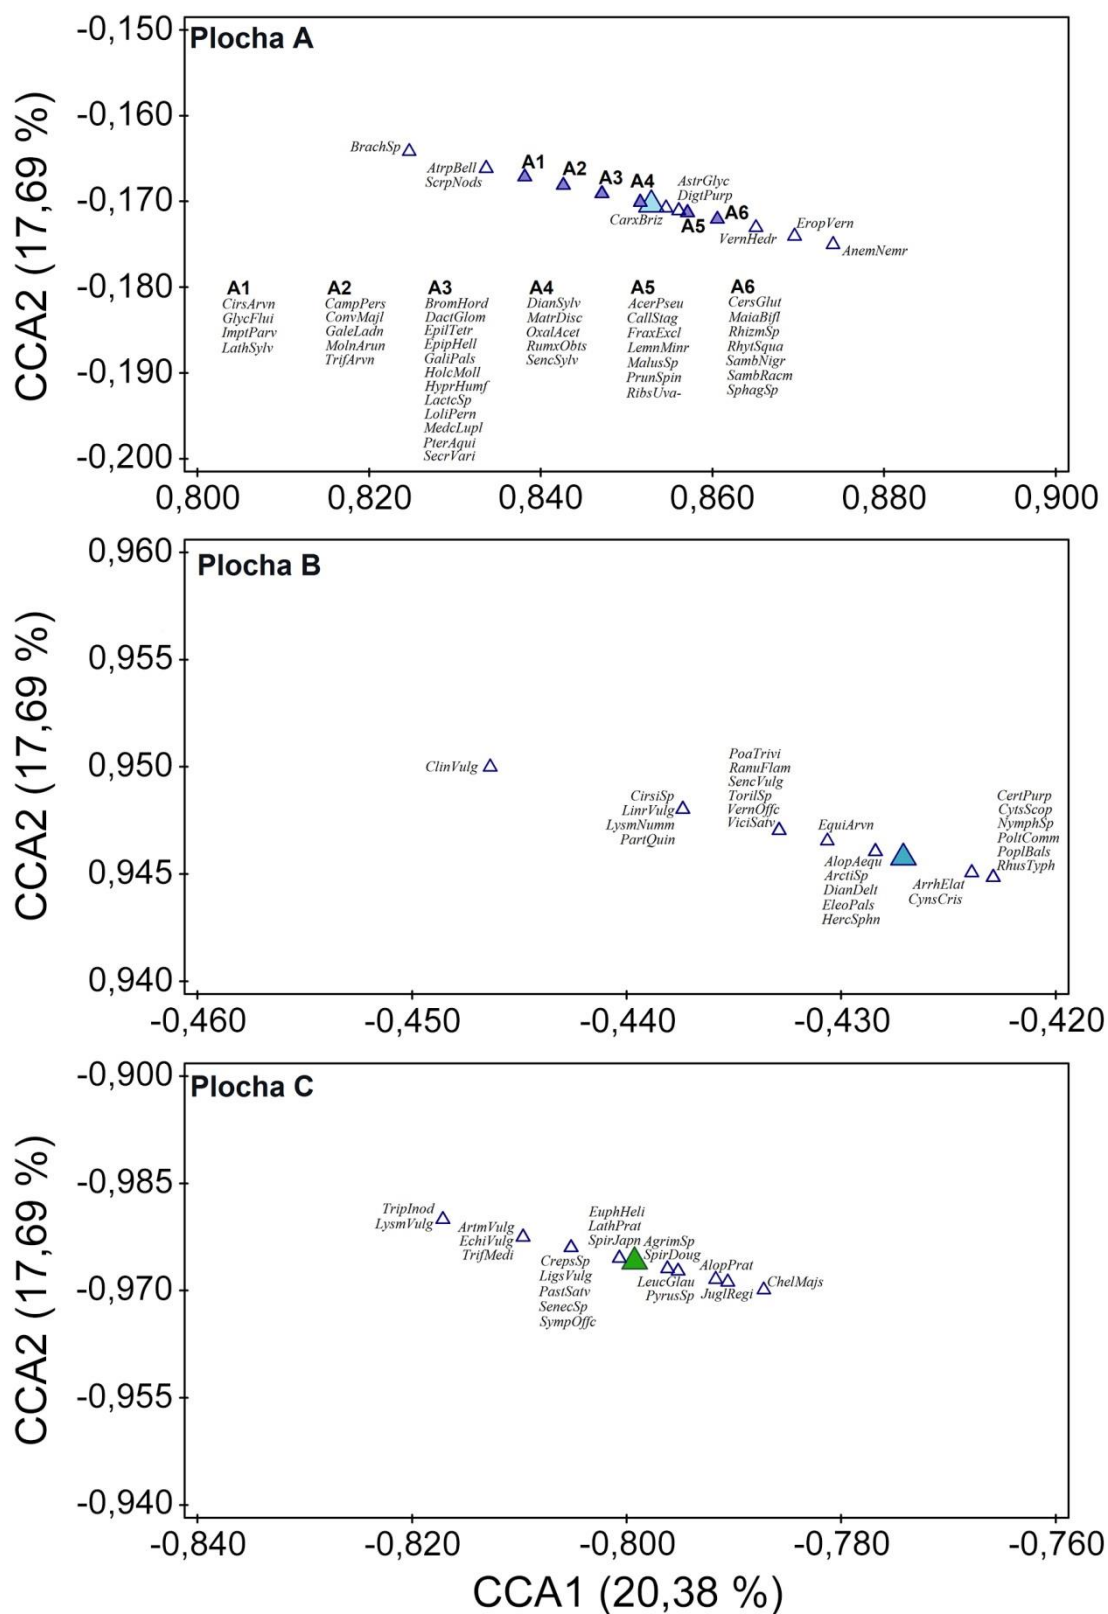 Plocha A
CCA2 (17,69 %)
-0,150
-0,160
-0,170
-0,180
-0,190
-0,200
BrachSp
AtrpBell
ScrpNods
A1
A2
A3
A4
AstrGlyc
DigtPurp
CarxBriz
A5
A6
VernHedr
EropVern
AnemNemr
A1
CirsArvn
GlycFlui
ImptParv
LathSylv
A2
CampPers
ConvMajl
GaleLadn
MolnArun
TrifArvn
A3
BromHord
DactGlom
EpilTetr
EpipHell
GaliPals
HolcMoll
HyprHumf
LactcSp
LoliPern
MedcLupl
PterAqui
SecrVari
A4
DianSylv
MatrDisc
OxalAcet
RumxObts
SencSylv
A5
AcerPseu
CallStag
FraxExcl
LemnMinr
MalusSp
PrunSpin
RibsUva-
A6
CersGlut
MaiaBifl
RhizmSp
RhytSqua
SambNigr
SambRacm
SphagSp
0,800 0,820 0,840 0,860 0,880 0,900
Plocha B
CCA2 (17,69 %)
0,960
0,955
0,950
0,945
0,940
ClinVulg
CirsiSp
LinrVulg
LysmNumm
PartQuin
PoaTrivi
RanuFlam
SencVulg
TorilSp
VernOffc
ViciSatv
EquiArvn
AlopAequ
ArctiSp
DianDelt
EleoPals
HercSphn
ArrhElat
CynsCris
CertPurp
CytsScop
NymphSp
PoltComm
PoplBals
RhusTyph
-0,460 -0,450 -0,440 -0,430 -0,420
Plocha C
CCA2 (17,69 %)
-0,900
-0,985
-0,970
-0,955
-0,940
TripInod
LysmVulg
ArtmVulg
EchiVulg
TrifMedi
CrepsSp
LigsVulg
PastSatv
SenecSp
SympOffc
EuphHeli
LathPrat
SpirJapn
AgrimSp
SpirDoug
LeucGlau
PyrusSp
AlopPrat
JuglRegi
ChelMajs
-0,840 -0,820 -0,800 -0,780 -0,760
CCA1 (20,38 %)